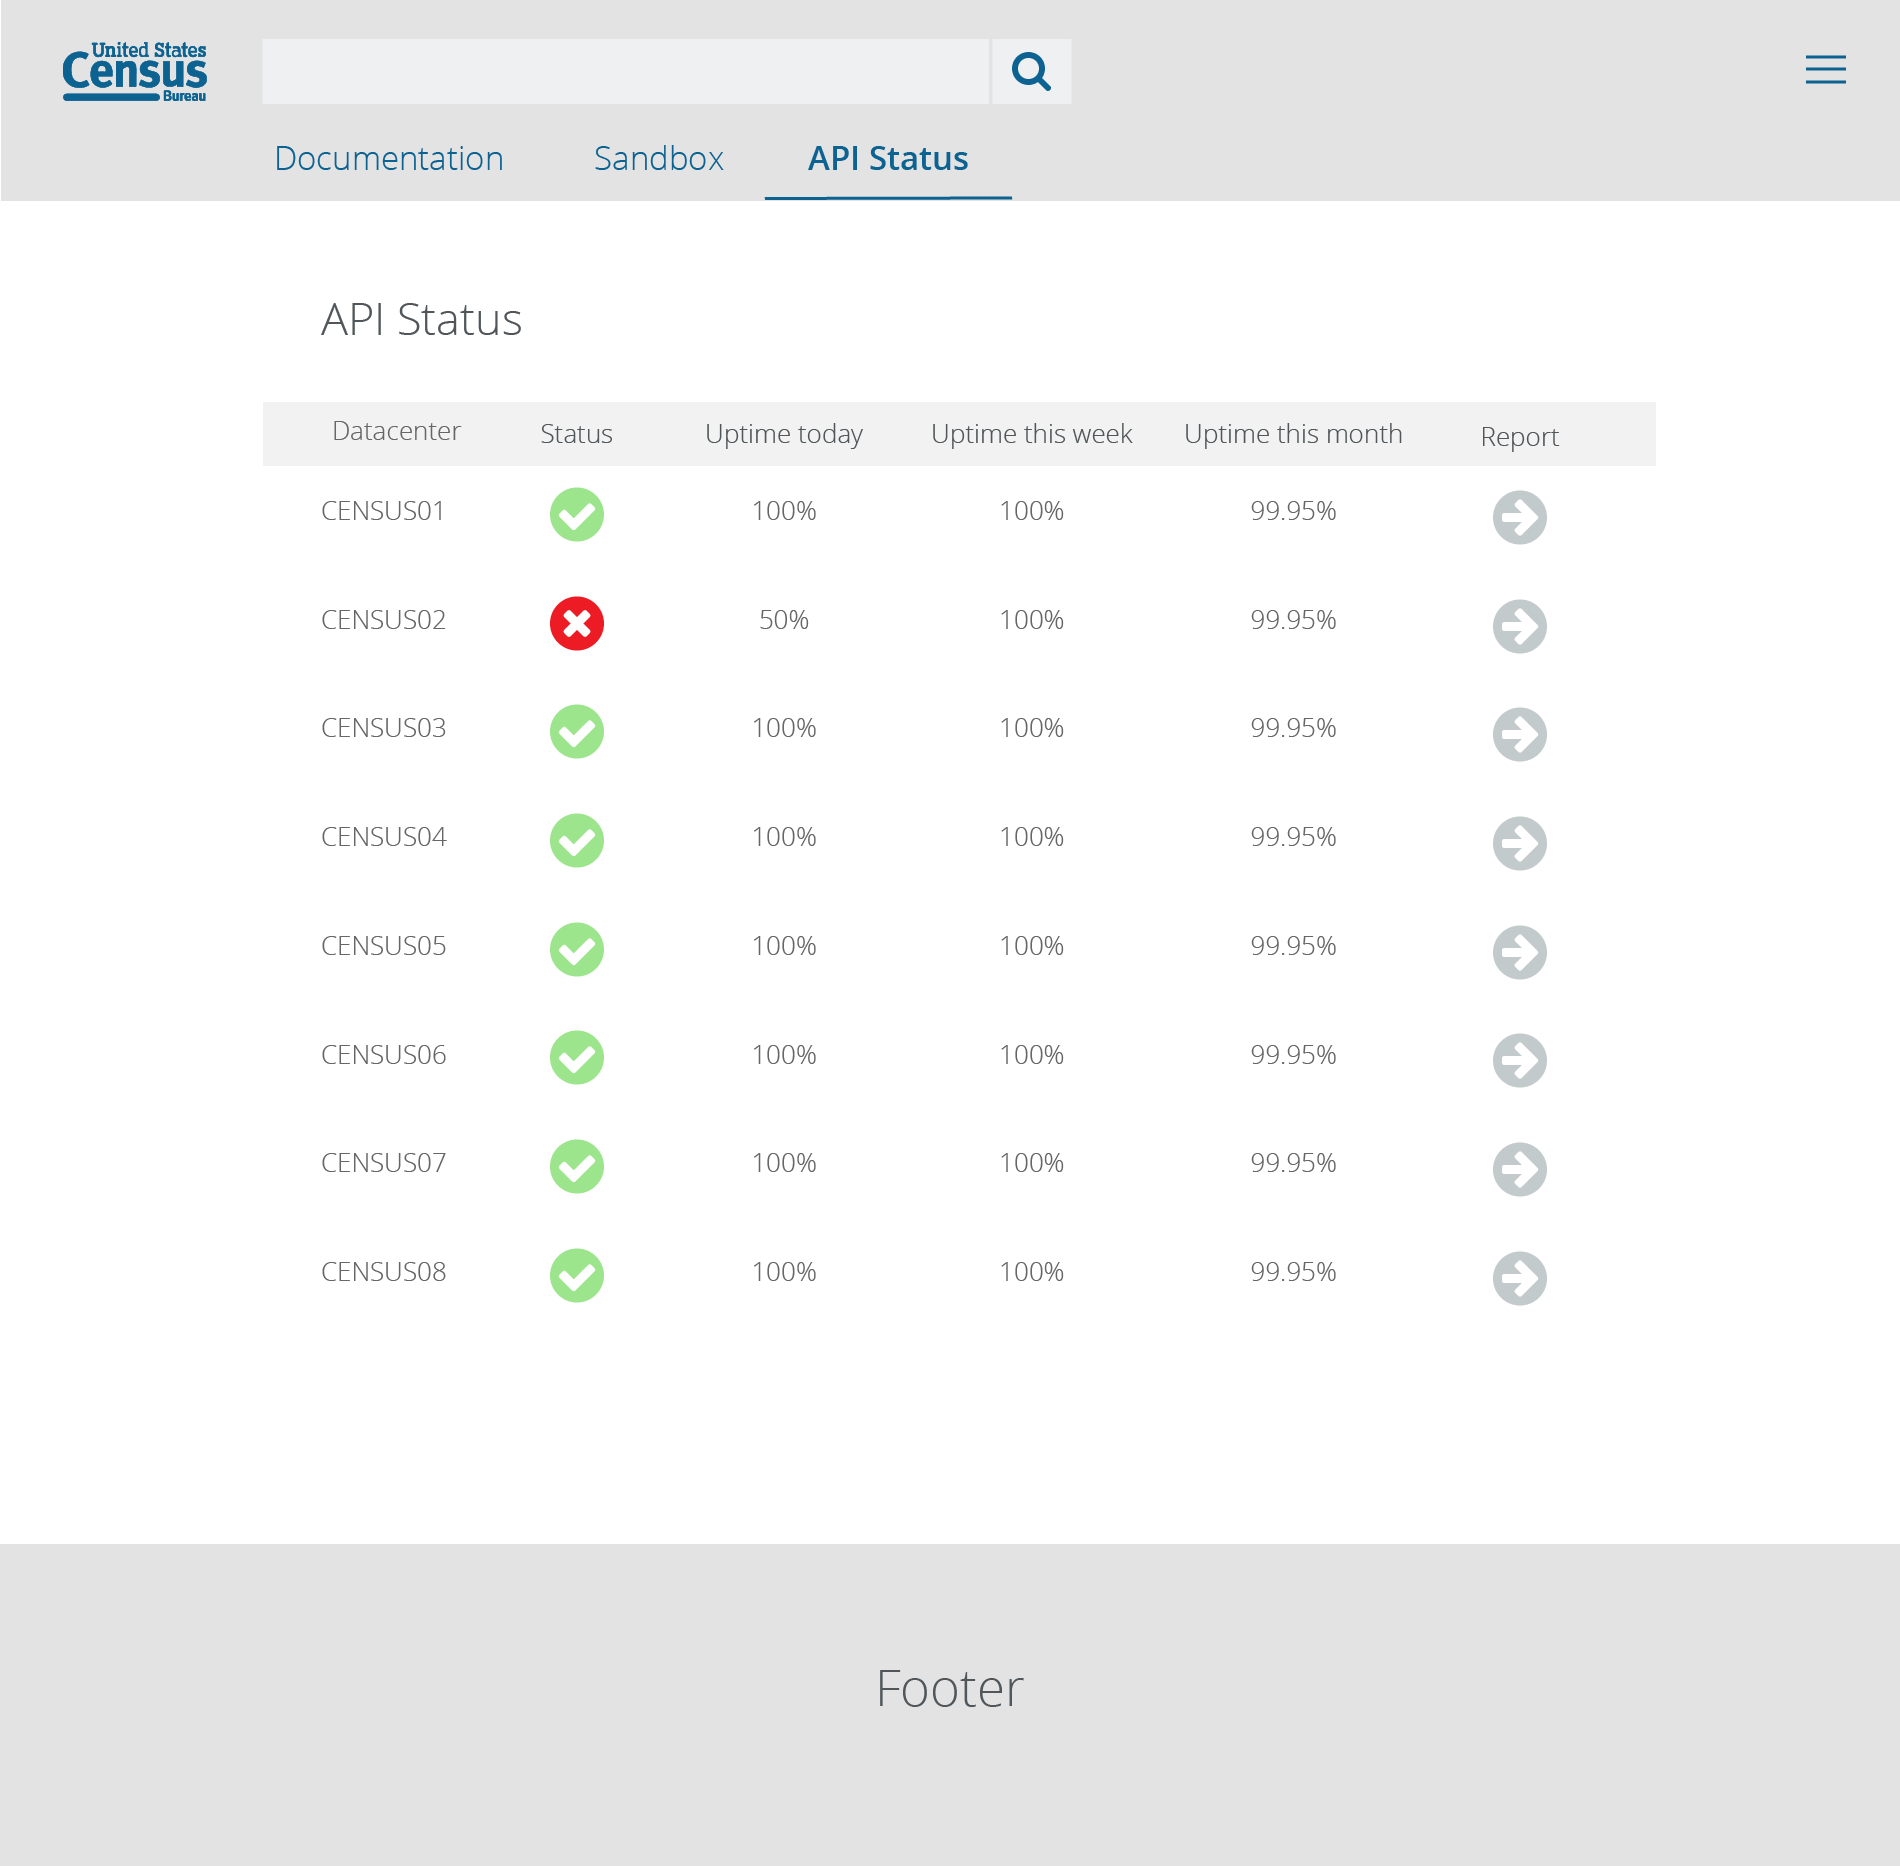 United States
Census
Bureau
Documentation Sandbox API Status
API Status
Datacenter Status Uptime today Uptime this week Uptime this month Report
CENSUS01 100% 100% 99.95%
CENSUS02 50% 100% 99.95%
CENSUS03 100% 100% 99.95%
CENSUS04 100% 100% 99.95%
CENSUS05 100% 100% 99.95%
CENSUS06 100% 100% 99.95%
CENSUS07 100% 100% 99.95%
CENSUS08 100% 100% 99.95%
Footer